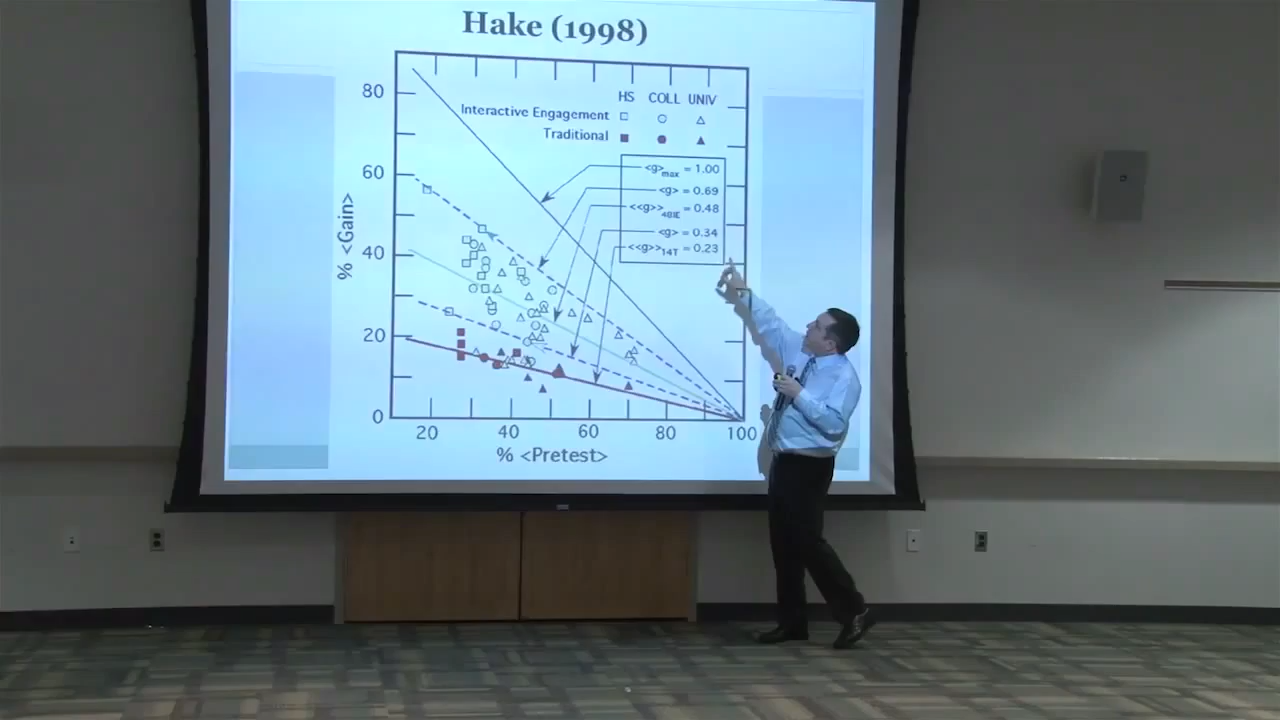 Hake (1998)
HS COLL UNIV
Interactive Engagement
Traditional
<g>max = 1.00
<g> = 0.69
<<g>>48IE = 0.48
<g> = 0.34
<<g>>14T = 0.23
% <Gain>
80
60
40
20
0
20 40 60 80 100
% <Pretest>